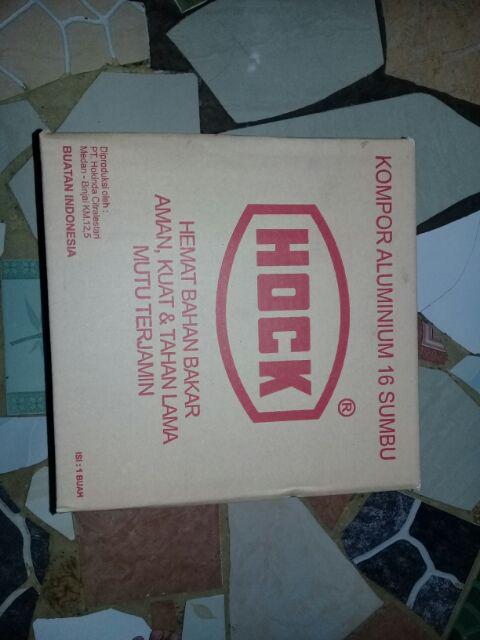 KOMPOR ALUMINIUM 16 SUMBU
HOCK®
HEMAT BAHAN BAKAR
AMAN, KUAT & TAHAN LAMA
MUTU TERJAMIN
Diproduksi oleh :
PT. Hokinda Citralestari
Medan - Binjai KM.12,5
BUATAN INDONESIA
ISI : 1 BUAH